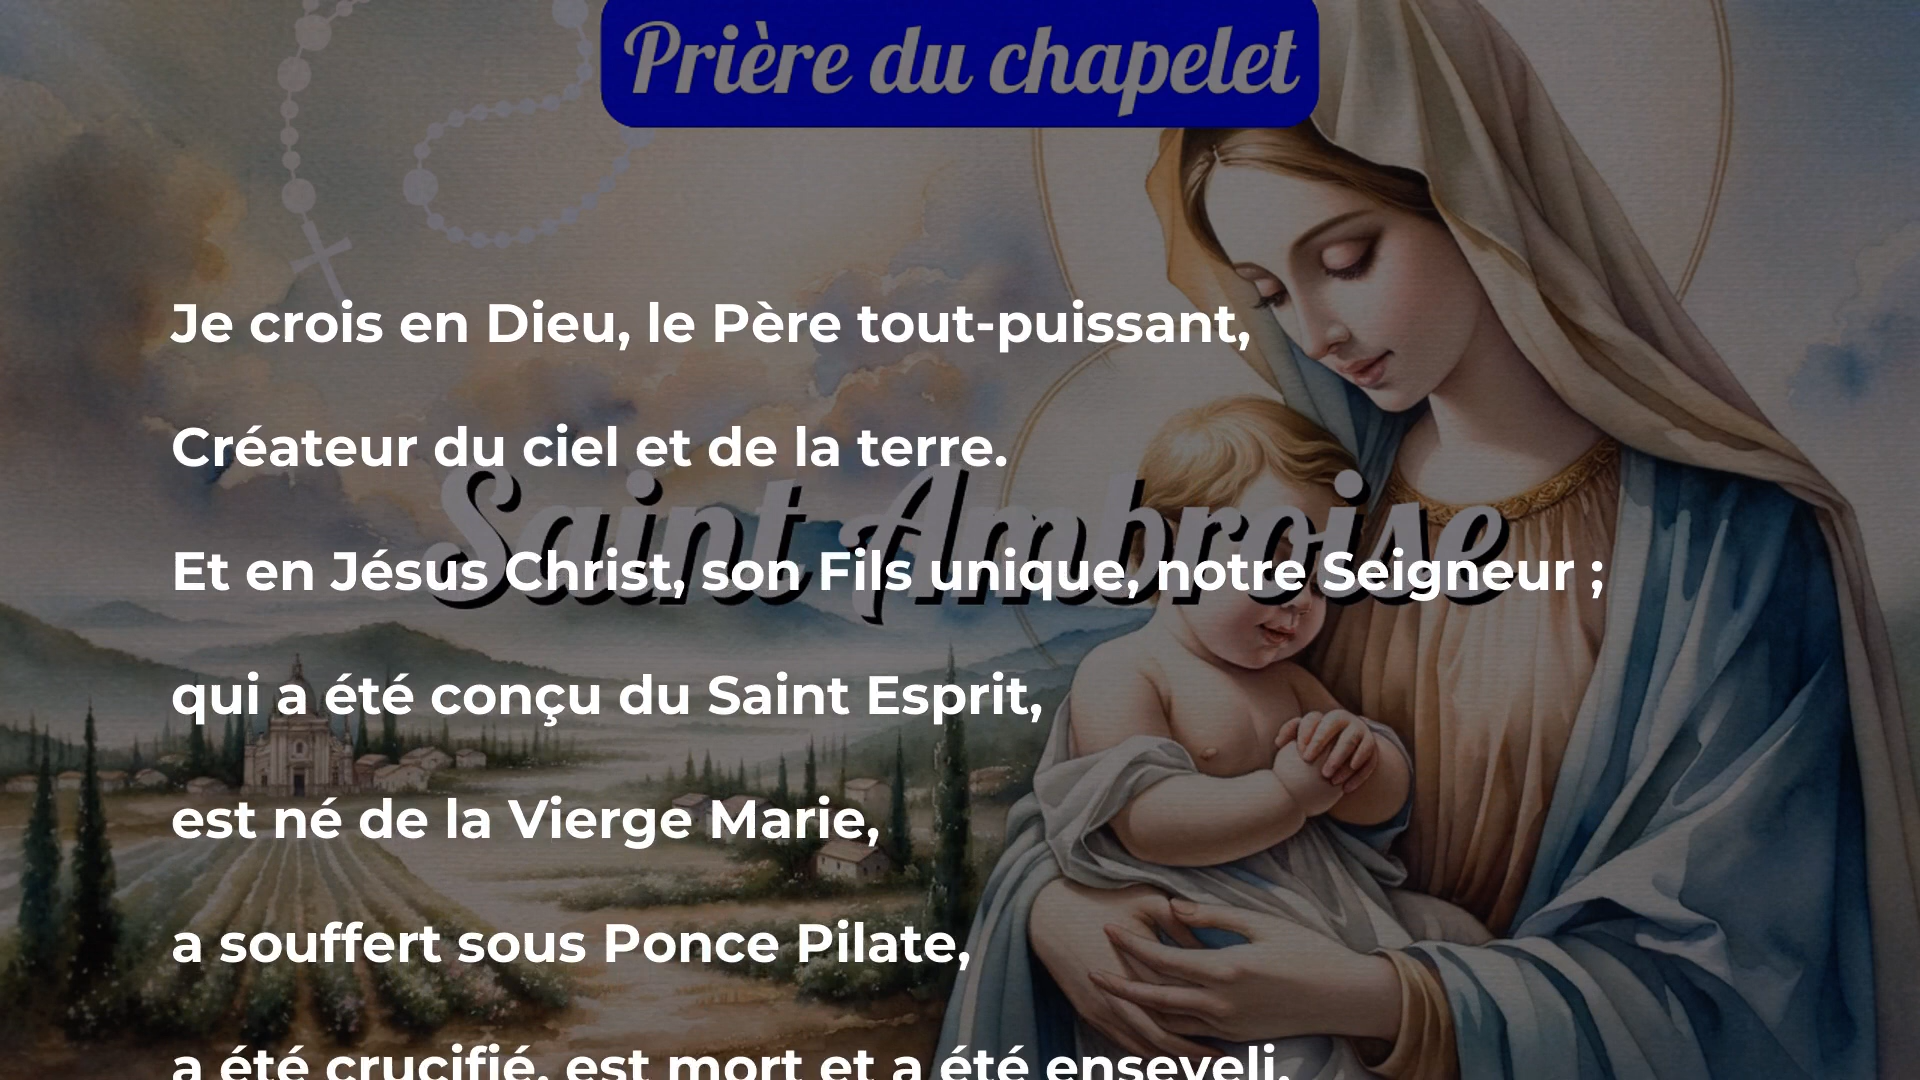 Prière du chapelet
Je crois en Dieu, le Père tout-puissant,
Créateur du ciel et de la terre.
Saint Ambroise
Et en Jésus Christ, son Fils unique, notre Seigneur ;
qui a été conçu du Saint Esprit,
est né de la Vierge Marie,
a souffert sous Ponce Pilate,
a été crucifié, est mort et a été enseveli,